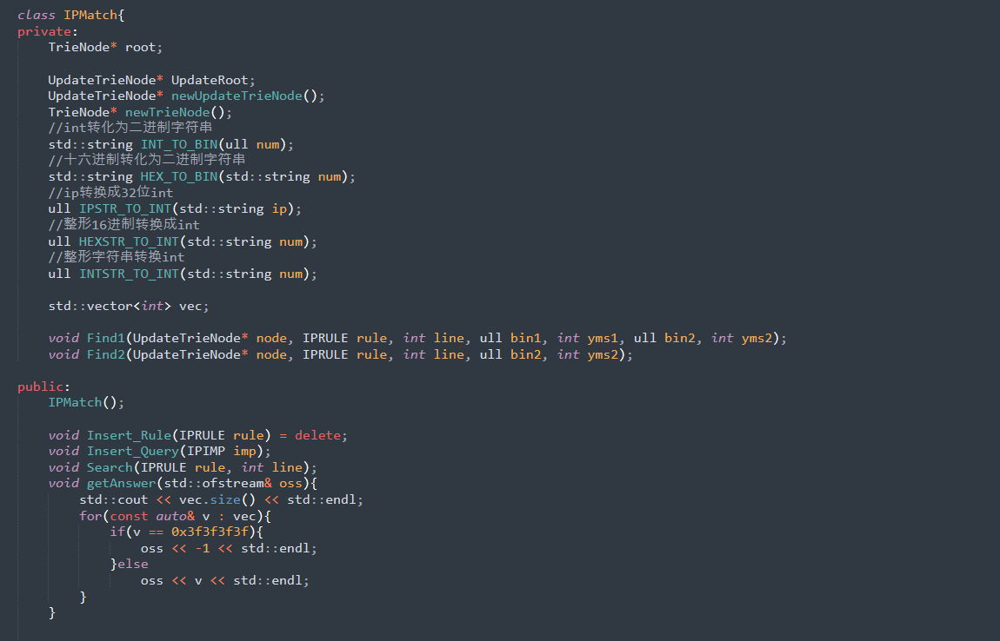 class IPMatch{
private:
    TrieNode* root;

    UpdateTrieNode* UpdateRoot;
    UpdateTrieNode* newUpdateTrieNode();
    TrieNode* newTrieNode();
    //int转化为二进制字符串
    std::string INT_TO_BIN(ull num);
    //十六进制转化为二进制字符串
    std::string HEX_TO_BIN(std::string num);
    //ip转换成32位int
    ull IPSTR_TO_INT(std::string ip);
    //整形16进制转换成int
    ull HEXSTR_TO_INT(std::string num);
    //整形字符串转换int
    ull INTSTR_TO_INT(std::string num);

    std::vector<int> vec;

    void Find1(UpdateTrieNode* node, IPRULE rule, int line, ull bin1, int yms1, ull bin2, int yms2);
    void Find2(UpdateTrieNode* node, IPRULE rule, int line, ull bin2, int yms2);

public:
    IPMatch();

    void Insert_Rule(IPRULE rule) = delete;
    void Insert_Query(IPIMP imp);
    void Search(IPRULE rule, int line);
    void getAnswer(std::ofstream& oss){
        std::cout << vec.size() << std::endl;
        for(const auto& v : vec){
            if(v == 0x3f3f3f3f){
                oss << -1 << std::endl;
            }else
                oss << v << std::endl;
        }
    }